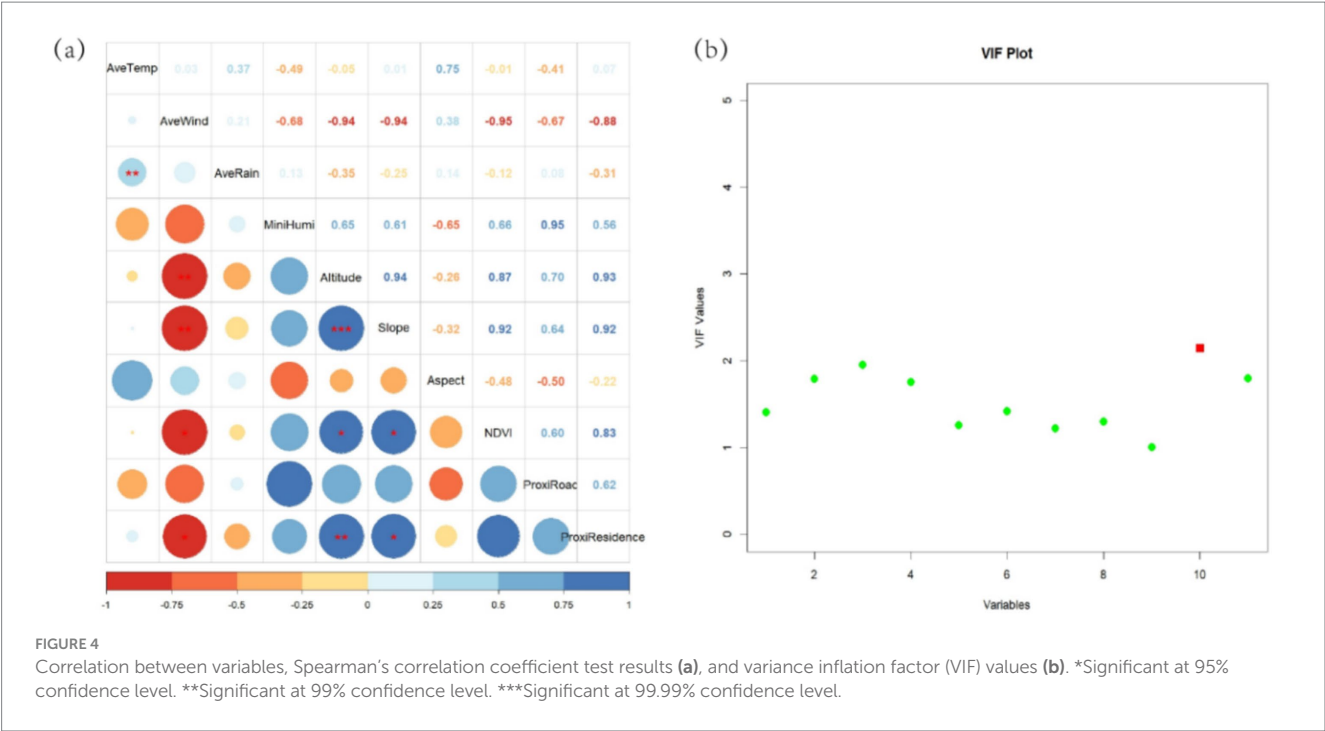 (a)
AveTemp 0.03 0.37 -0.49 -0.05 0.01 0.75 -0.01 -0.41 0.07
AveWind 0.21 -0.68 -0.94 -0.94 0.38 -0.95 -0.67 -0.88
** AveRain 0.13 -0.35 -0.25 0.14 -0.12 0.08 -0.31
MiniHumi 0.65 0.61 -0.65 0.66 0.95 0.56
** Altitude 0.94 -0.26 0.87 0.70 0.93
** *** Slope -0.32 0.92 0.64 0.92
Aspect -0.48 -0.50 -0.22
* * * NDVI 0.60 0.83
ProxiRoad 0.62
* ** * ProxiResidence
-1 -0.75 -0.5 -0.25 0 0.25 0.5 0.75 1
(b)
VIF Plot
VIF Values
5
4
3
2
1
0
2 4 6 8 10
Variables
FIGURE 4
Correlation between variables, Spearman's correlation coefficient test results (a), and variance inflation factor (VIF) values (b). *Significant at 95%
confidence level. **Significant at 99% confidence level. ***Significant at 99.99% confidence level.